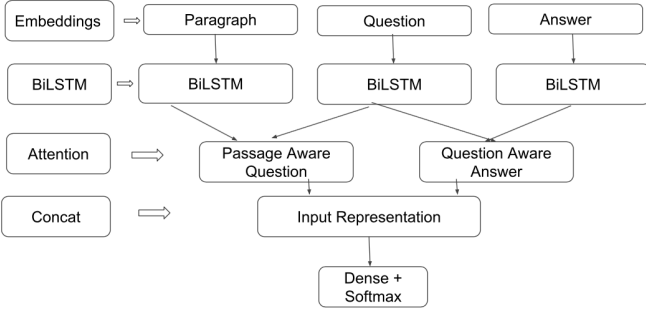 Embeddings
Paragraph
Question
Answer
BiLSTM
BiLSTM
BiLSTM
BiLSTM
Attention
Passage Aware
Question
Question Aware
Answer
Concat
Input Representation
Dense +
Softmax